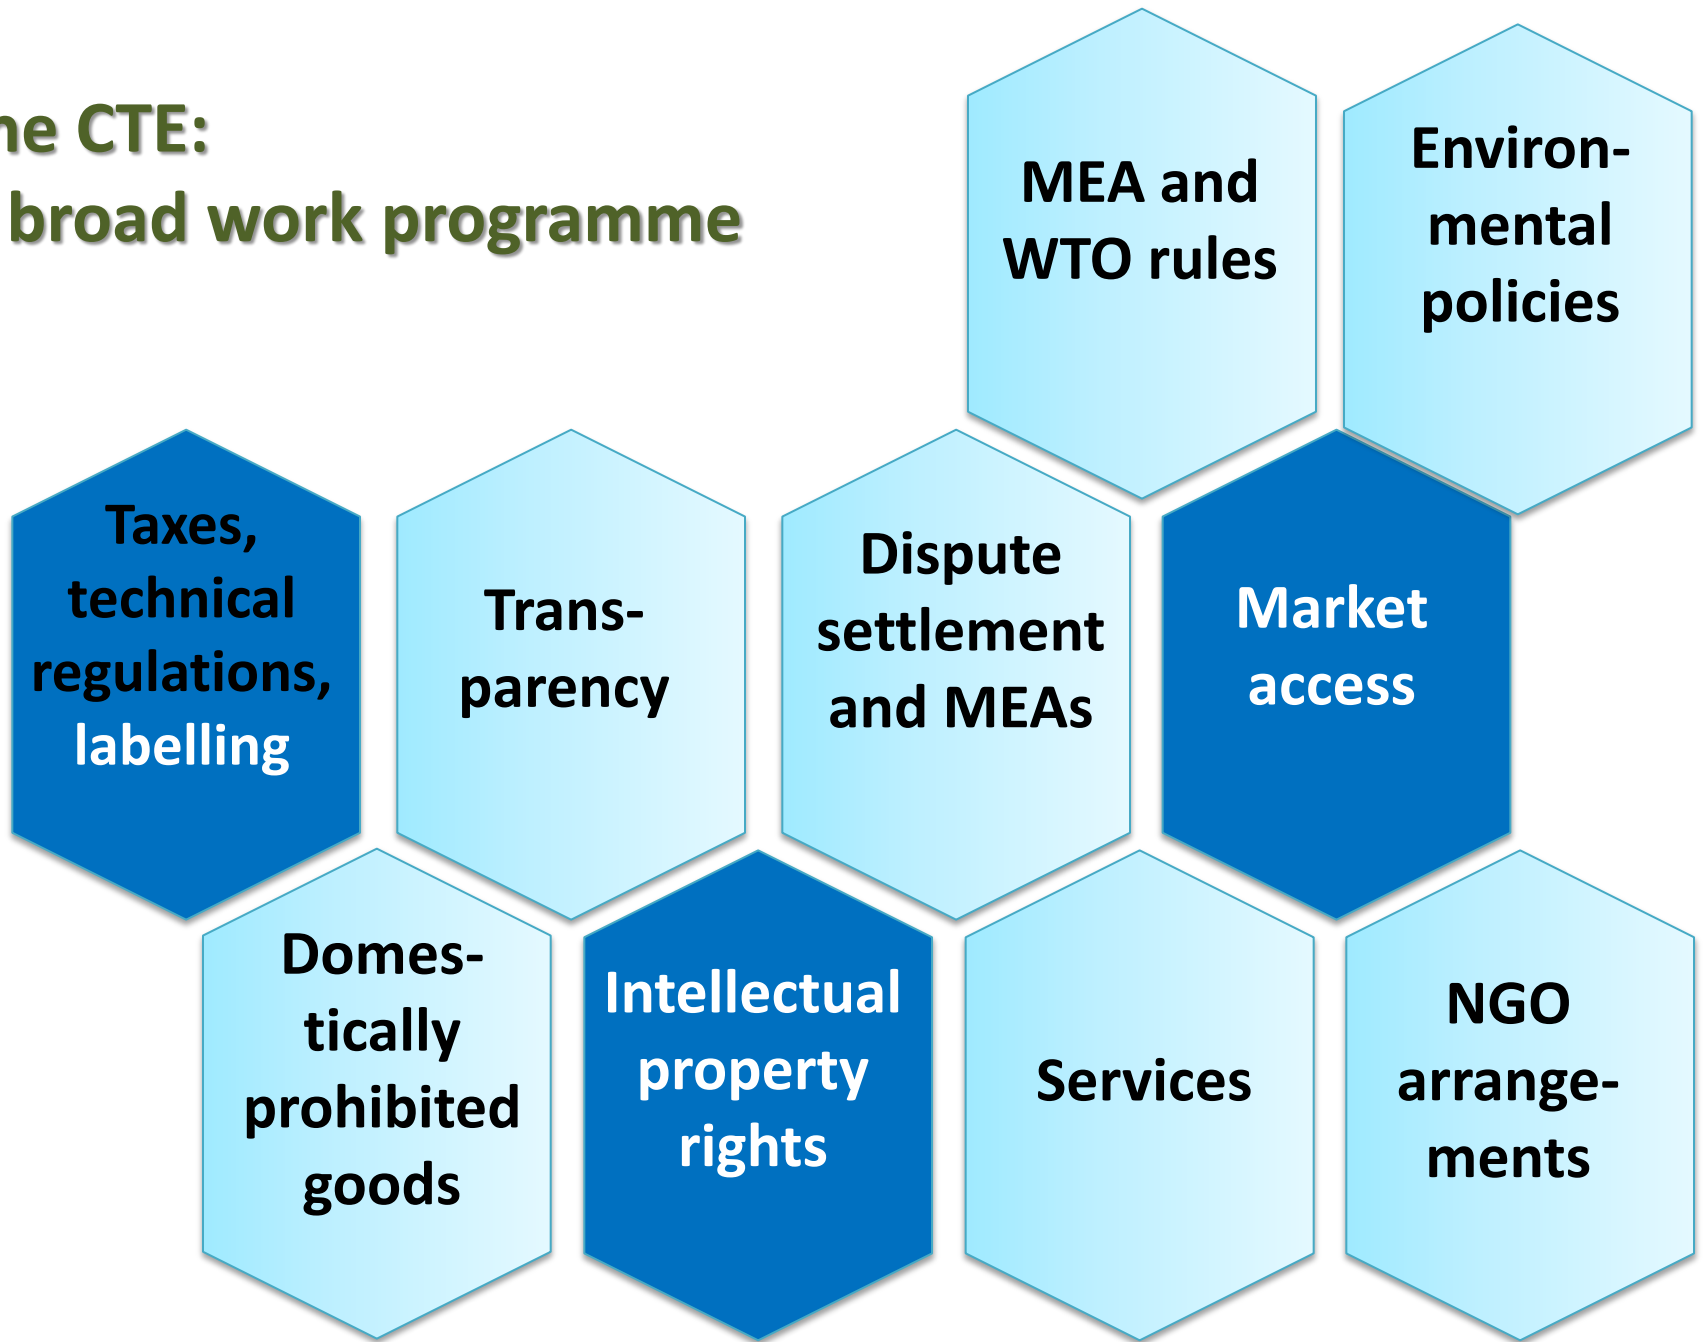 he CTE:
broad work programme
MEA and
WTO rules
Environ-
mental
policies
Taxes,
technical
regulations,
labelling
Trans-
parency
Dispute
settlement
and MEAs
Market
access
Domes-
tically
prohibited
goods
Intellectual
property
rights
Services
NGO
arrange-
ments